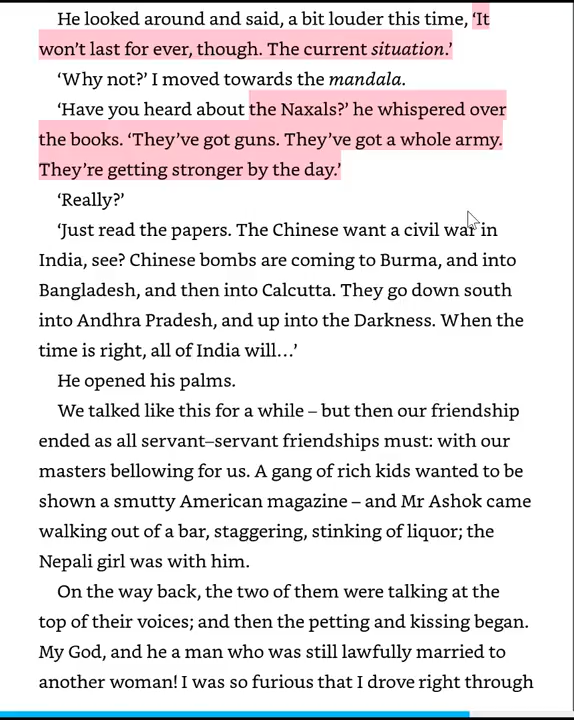 He looked around and said, a bit louder this time, ‘It
won’t last for ever, though. The current situation.’
‘Why not?’ I moved towards the mandala.
‘Have you heard about the Naxals?’ he whispered over
the books. ‘They’ve got guns. They’ve got a whole army.
They’re getting stronger by the day.’
‘Really?’
‘Just read the papers. The Chinese want a civil war in
India, see? Chinese bombs are coming to Burma, and into
Bangladesh, and then into Calcutta. They go down south
into Andhra Pradesh, and up into the Darkness. When the
time is right, all of India will…’
He opened his palms.
We talked like this for a while – but then our friendship
ended as all servant–servant friendships must: with our
masters bellowing for us. A gang of rich kids wanted to be
shown a smutty American magazine – and Mr Ashok came
walking out of a bar, staggering, stinking of liquor; the
Nepali girl was with him.
On the way back, the two of them were talking at the
top of their voices; and then the petting and kissing began.
My God, and he a man who was still lawfully married to
another woman! I was so furious that I drove right through